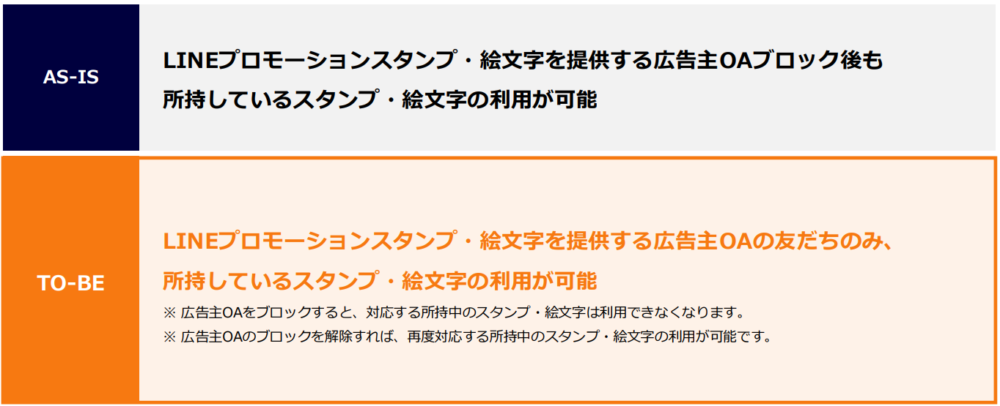 AS-IS
LINEプロモーションスタンプ・絵文字を提供する広告主OAブロック後も
所持しているスタンプ・絵文字の利用が可能
TO-BE
LINEプロモーションスタンプ・絵文字を提供する広告主OAの友だちのみ、
所持しているスタンプ・絵文字の利用が可能
※ 広告主OAをブロックすると、対応する所持中のスタンプ・絵文字は利用できなくなります。
※ 広告主OAのブロックを解除すれば、再度対応する所持中のスタンプ・絵文字の利用が可能です。